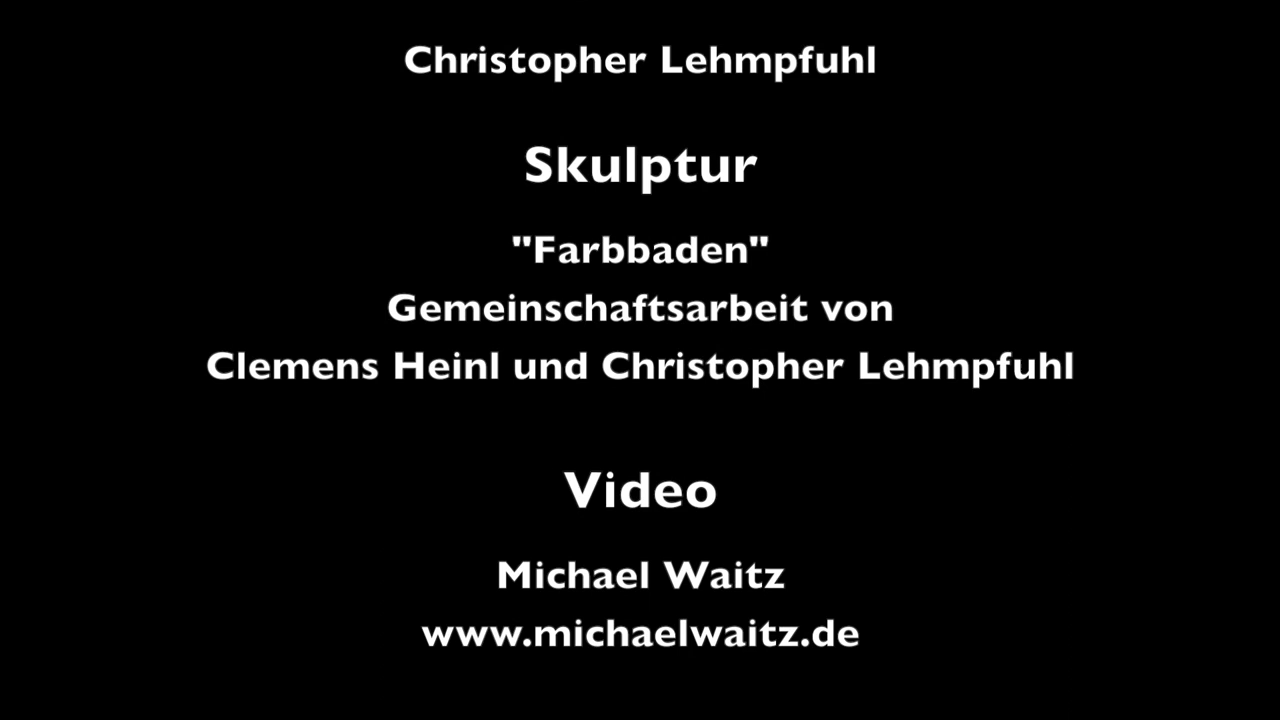 Christopher Lehmpfuhl
Skulptur
"Farbbaden"
Gemeinschaftsarbeit von
Clemens Heinl und Christopher Lehmpfuhl
Video
Michael Waitz
www.michaelwaitz.de